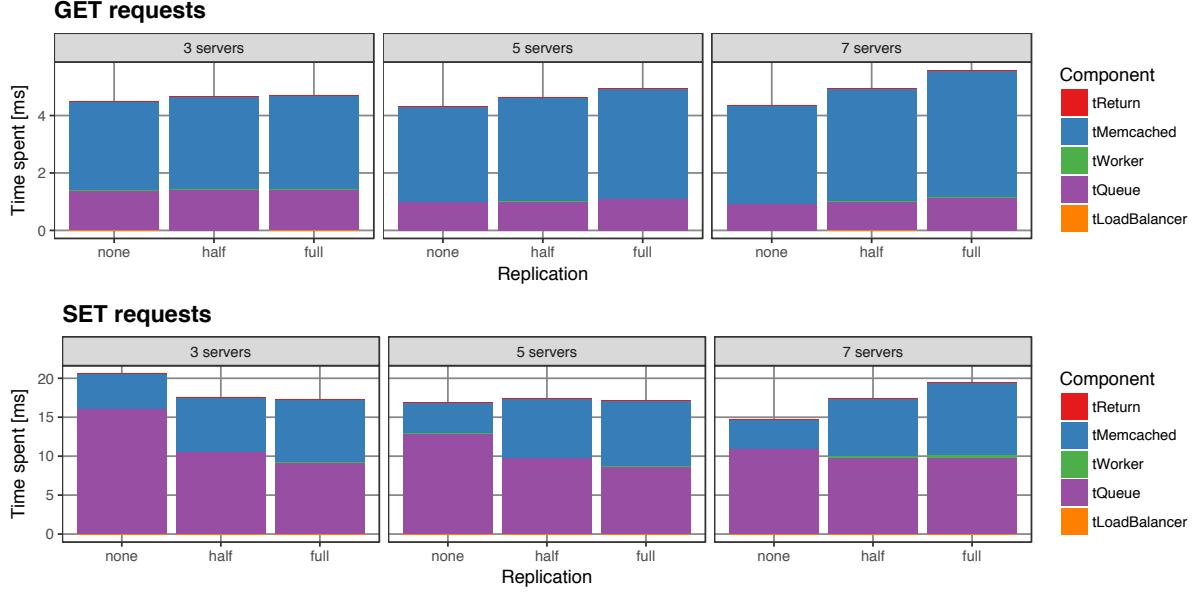 GET requests
3 servers
5 servers
7 servers
Time spent [ms]
4
2
0
none
half
full
none
half
full
none
half
full
Replication
Component
tReturn
tMemcached
tWorker
tQueue
tLoadBalancer
SET requests
3 servers
5 servers
7 servers
Time spent [ms]
20
15
10
5
0
none
half
full
none
half
full
none
half
full
Replication
Component
tReturn
tMemcached
tWorker
tQueue
tLoadBalancer